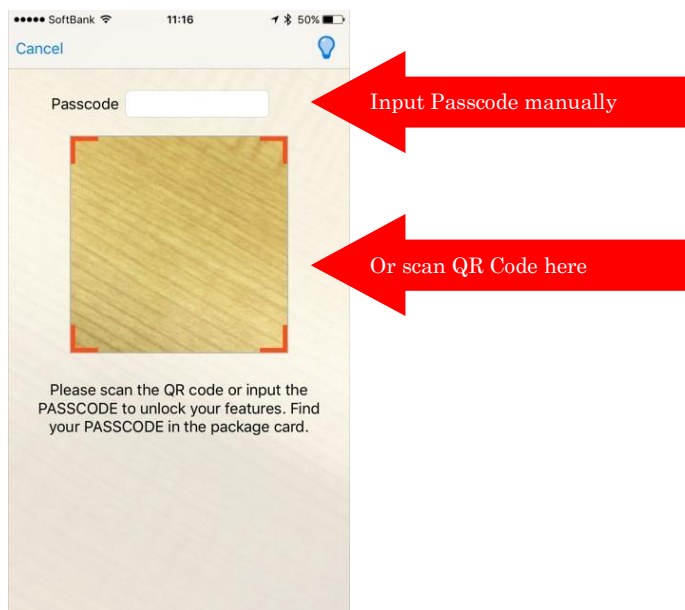 SoftBank 11:16 50%
Cancel
Passcode
Input Passcode manually
Or scan QR Code here
Please scan the QR code or input the
PASSCODE to unlock your features. Find
your PASSCODE in the package card.